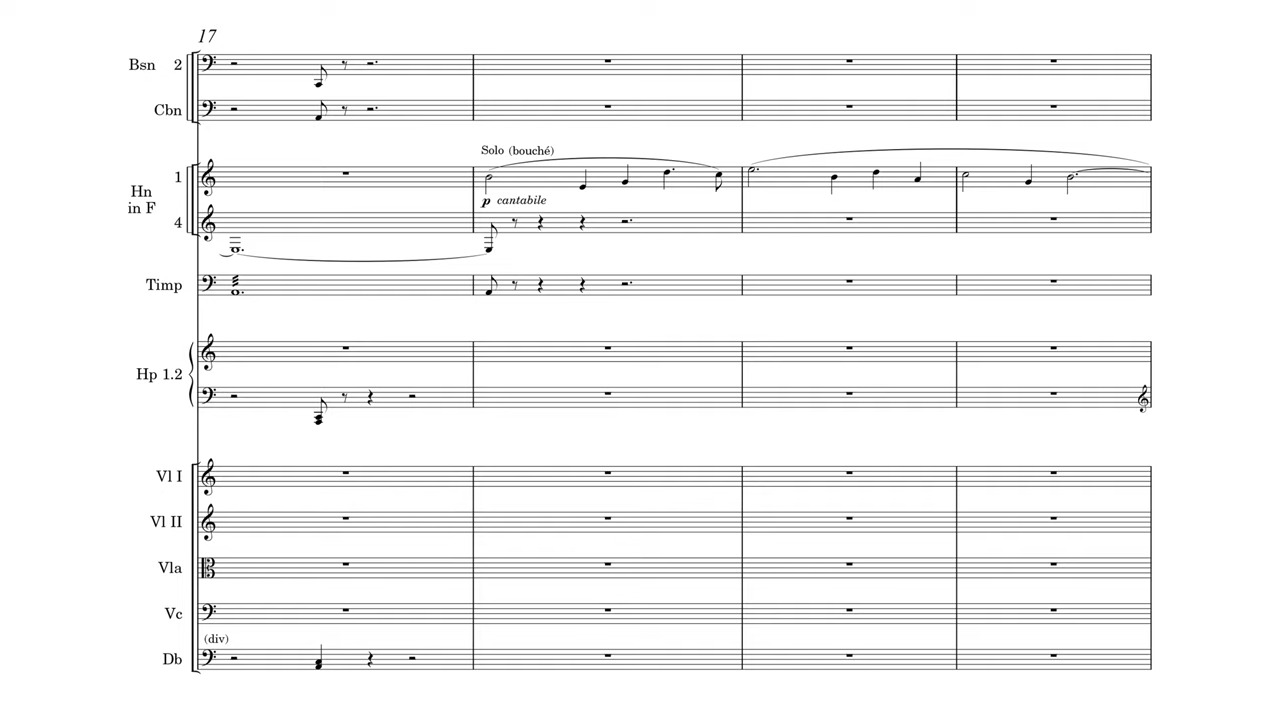 17
Bsn 2
Cbn
Solo (bouché)
Hn in F 1
p cantabile
4
Timp
Hp 1.2
Vl I
Vl II
Vla
Vc
(div)
Db